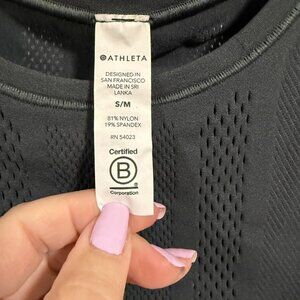 ATHLETA
DESIGNED IN
SAN FRANCISCO
MADE IN SRI
LANKA
S/M
81% NYLON
19% SPANDEX
RN 54023
Certified
B
Corporation